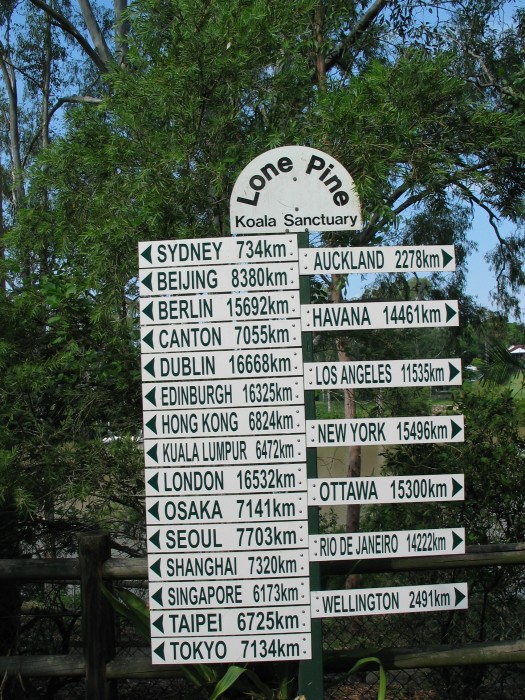 Lone Pine
Koala Sanctuary
SYDNEY 734km
BEIJING 8380km
BERLIN 15692km
CANTON 7055km
DUBLIN 16668km
EDINBURGH 16325km
HONG KONG 6824km
KUALA LUMPUR 6472km
LONDON 16532km
OSAKA 7141km
SEOUL 7703km
SHANGHAI 7320km
SINGAPORE 6173km
TAIPEI 6725km
TOKYO 7134km
AUCKLAND 2278km
HAVANA 14461km
LOS ANGELES 11535km
NEW YORK 15496km
OTTAWA 15300km
RIO DE JANEIRO 14222km
WELLINGTON 2491km